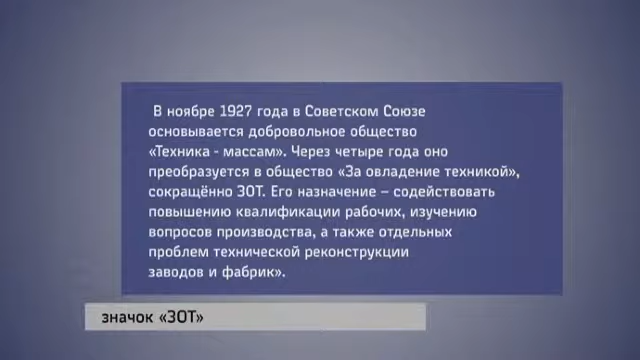 В ноябре 1927 года в Советском Союзе
основывается добровольное общество
«Техника - массам». Через четыре года оно
преобразуется в общество «За овладение техникой»,
сокращённо ЗОТ. Его назначение – содействовать
повышению квалификации рабочих, изучению
вопросов производства, а также отдельных
проблем технической реконструкции
заводов и фабрик».
значок «ЗОТ»